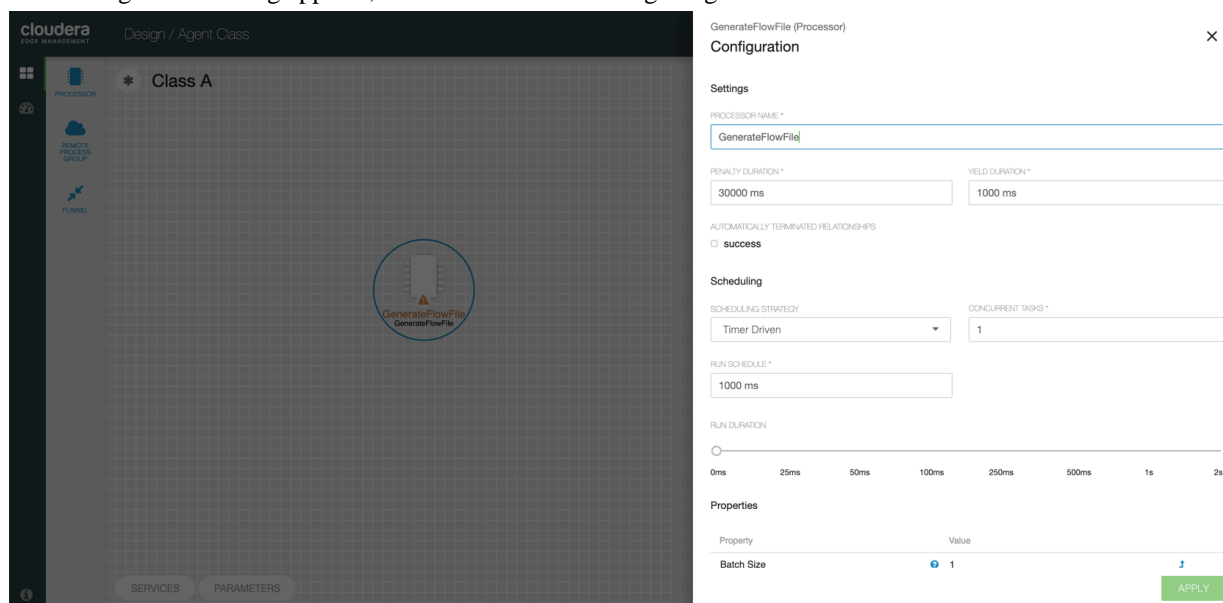 cloudera
EDGE MANAGEMENT
Design / Agent Class
PROCESSOR
REMOTE
PROCESS
GROUP
FUNNEL
Class A
GenerateFlowFile
GenerateFlowFile
SERVICES
PARAMETERS
GenerateFlowFile (Processor)
Configuration
Settings
PROCESSOR NAME *
GenerateFlowFile
PENALTY DURATION * YIELD DURATION *
30000 ms 1000 ms
AUTOMATICALLY TERMINATED RELATIONSHIPS
success
Scheduling
SCHEDULING STRATEGY CONCURRENT TASKS *
Timer Driven 1
RUN SCHEDULE *
1000 ms
RUN DURATION
0ms 25ms 50ms 100ms 250ms 500ms 1s 2s
Properties
Property Value
Batch Size 1
APPLY